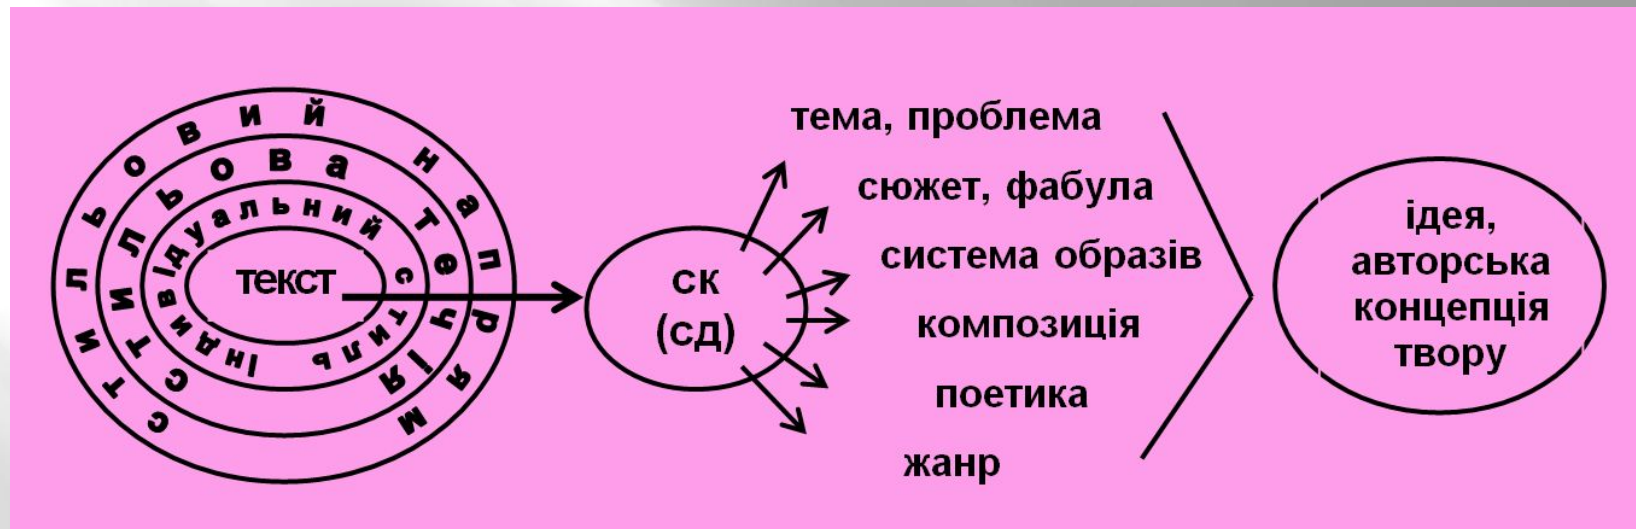 стильовий напрям
стильова течія
індивідуальний стиль
текст
ск
(сд)
тема, проблема
сюжет, фабула
система образів
композиція
поетика
жанр
ідея,
авторська
концепція
твору